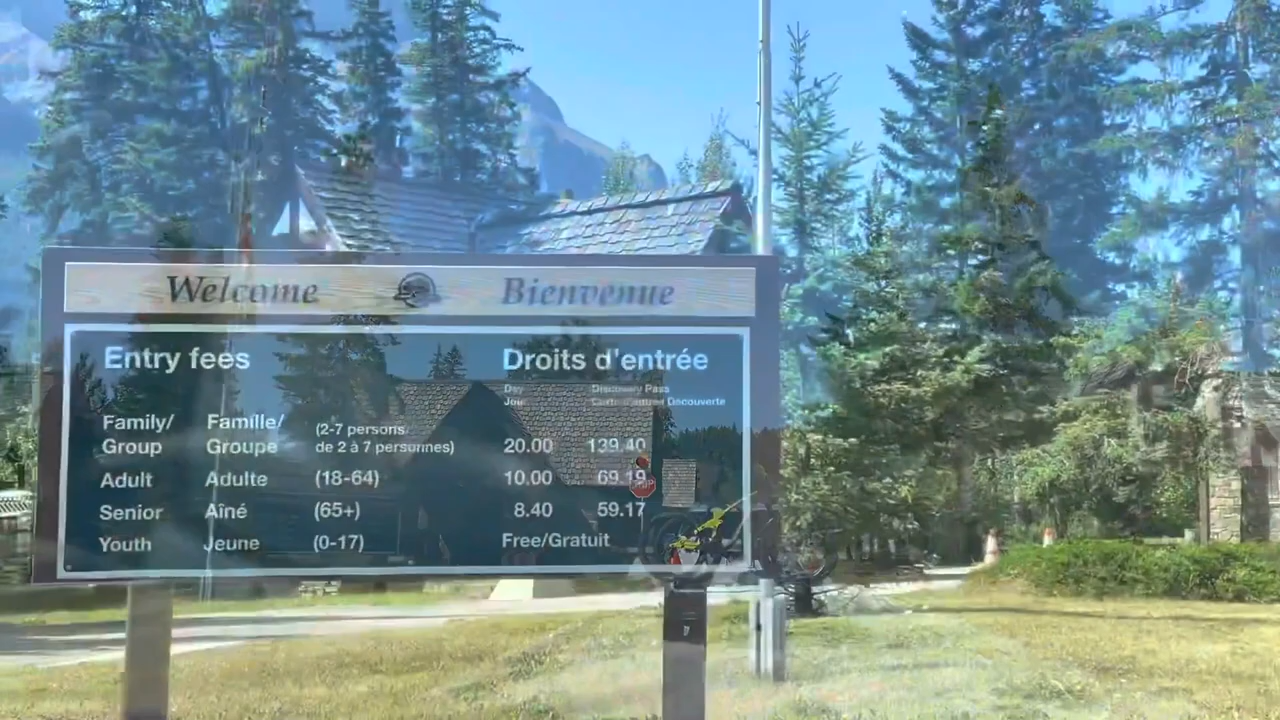 Welcome Bienvenue
Entry fees Droits d'entrée
Day Discovery Pass
Jour Découverte
Family/ Famille/ (2-7 persons
Group Groupe de 2 à 7 personnes) 20.00 139.40
Adult Adulte (18-64) 10.00 69.19
Senior Aîné (65+) 8.40 59.17
Youth Jeune (0-17) Free/Gratuit
STOP